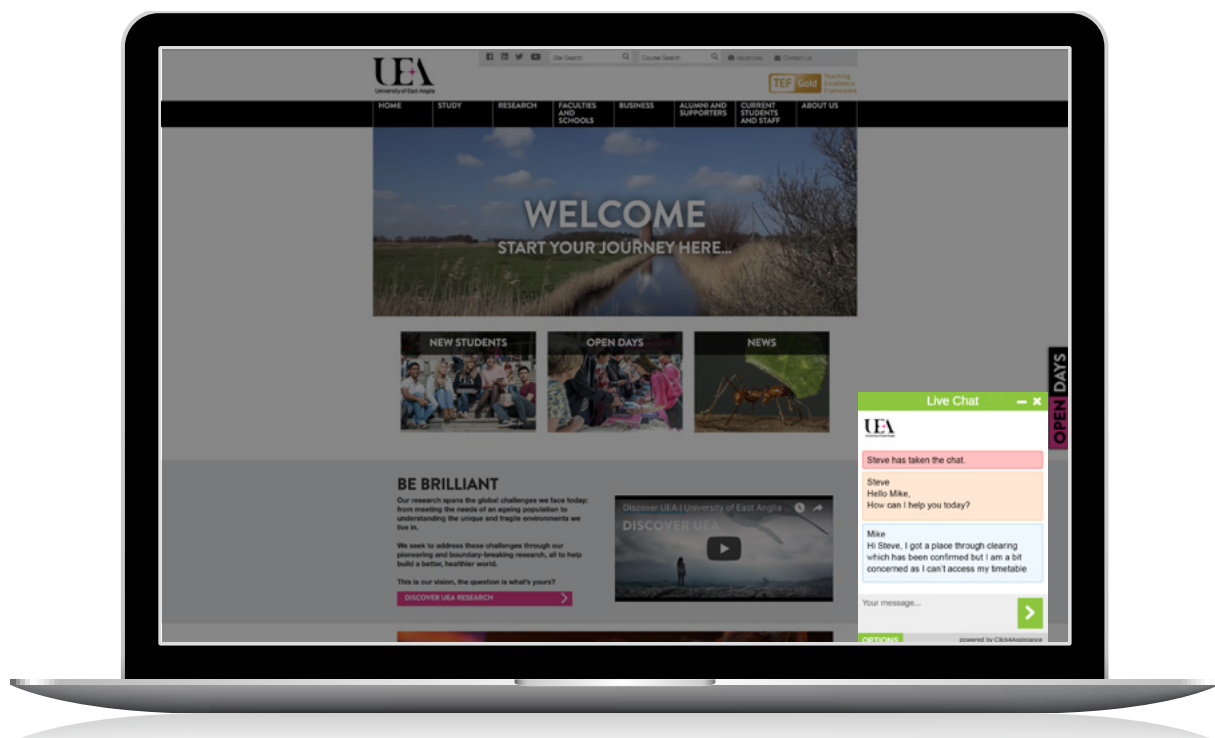 UEA
University of East Anglia
Site Search
Course Search
Vacancies
Contact Us
TEF Gold
Teaching
Excellence
Framework
HOME
STUDY
RESEARCH
FACULTIES
AND
SCHOOLS
BUSINESS
ALUMNI AND
SUPPORTERS
CURRENT
STUDENTS
AND STAFF
ABOUT US
WELCOME
START YOUR JOURNEY HERE...
NEW STUDENTS
OPEN DAYS
NEWS
OPEN DAYS
BE BRILLIANT
Our research spans the global challenges we face today:
from meeting the needs of an ageing population to
understanding the unique and fragile environments we
live in.
We seek to address these challenges through our
pioneering and boundary-breaking research, all to help
build a better, healthier world.
This is our vision, the question is what's yours?
DISCOVER UEA RESEARCH
Discover UEA | University of East Anglia ...
DISCOVER UEA
Live Chat
UEA
Steve has taken the chat.
Steve
Hello Mike,
How can I help you today?
Mike
Hi Steve, I got a place through clearing
which has been confirmed but I am a bit
concerned as I can't access my timetable
Your message...
OPTIONS
powered by Click4Assistance